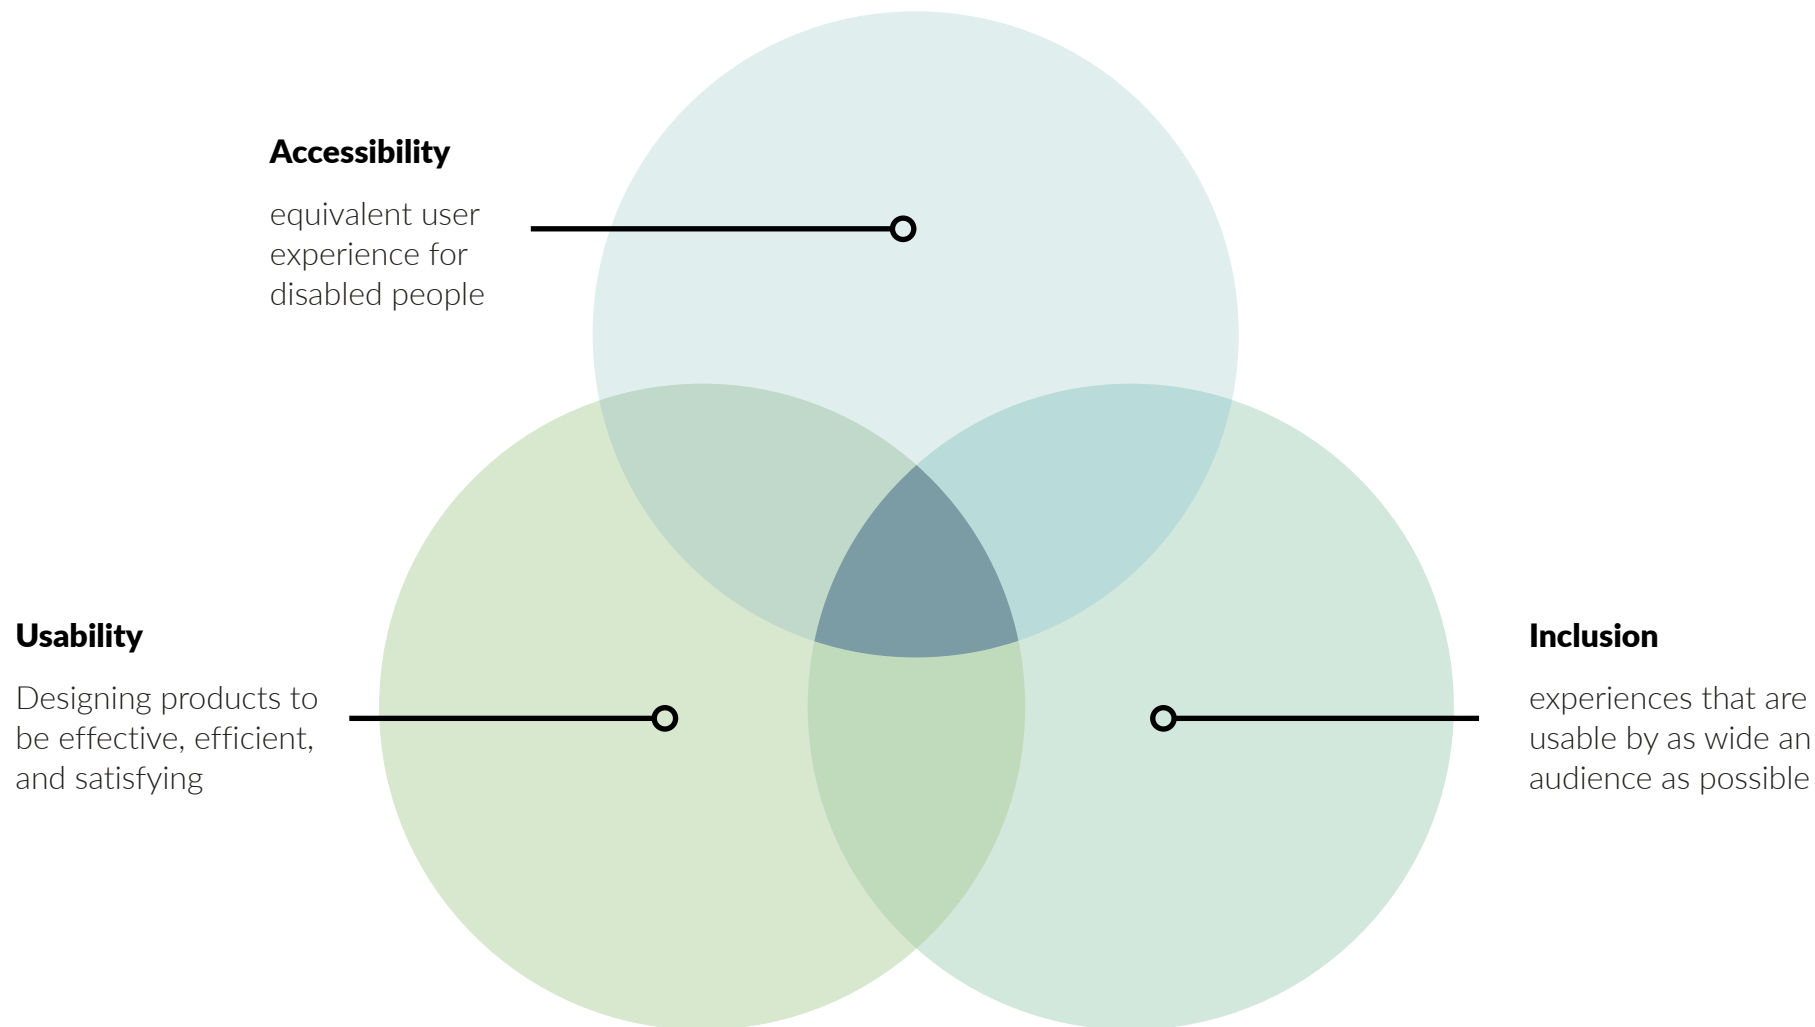 Accessibility
equivalent user
experience for
disabled people
Usability
Designing products to
be effective, efficient,
and satisfying
Inclusion
experiences that are
usable by as wide an
audience as possible